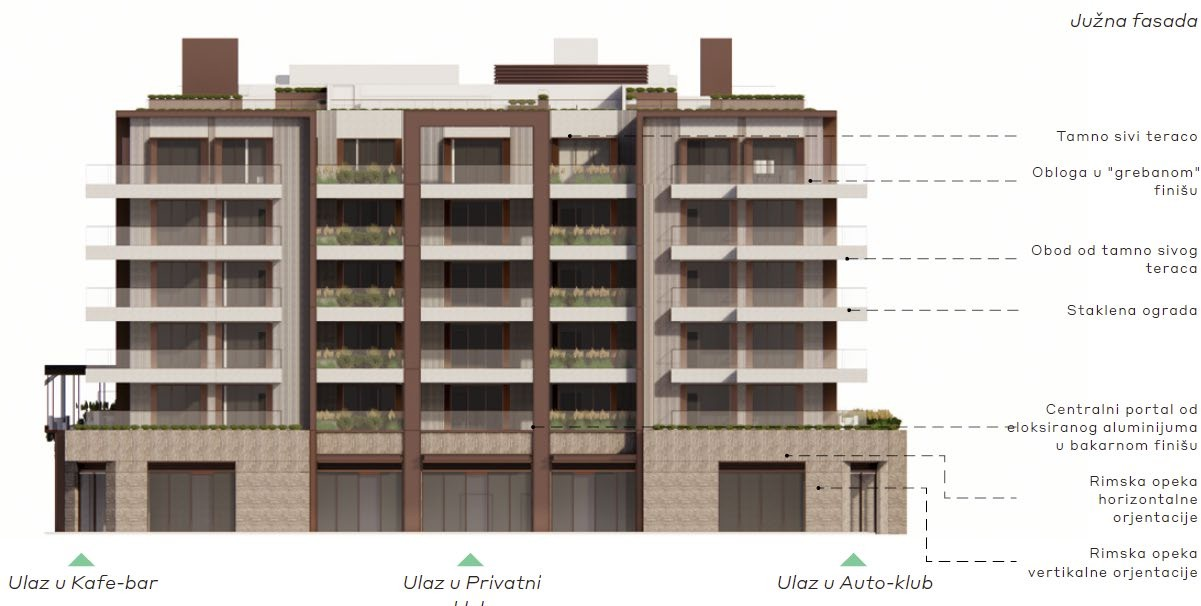 Južna fasada
Tamno sivi teraco
Obloga u "grebanom"
finišu
Obod od tamno sivog
teraca
Staklena ograda
Centralni portal od
eloksiranog aluminijuma
u bakarnom finišu
Rimska opeka
horizontalne
orjentacije
Rimska opeka
vertikalne orjentacije
Ulaz u Kafe-bar
Ulaz u Privatni
Ulaz u Auto-klub